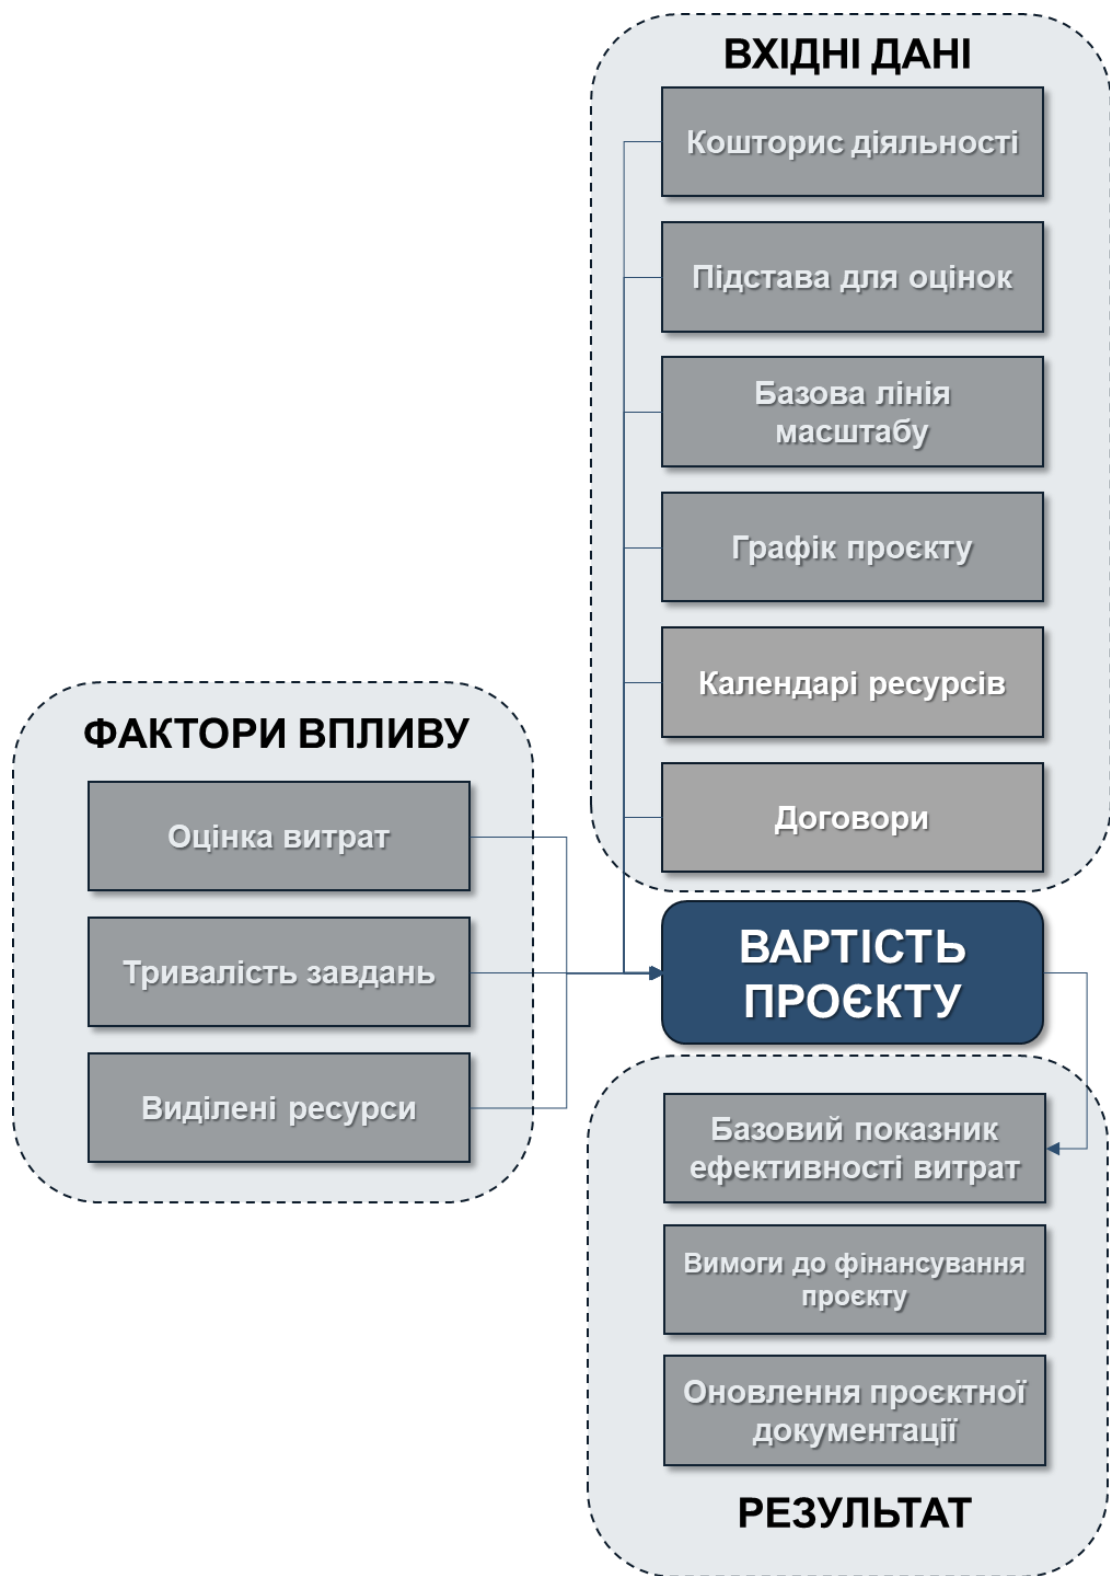 ВХІДНІ ДАНІ
Кошторис діяльності
Підстава для оцінок
Базова лінія
масштабу
Графік проєкту
Календарі ресурсів
Договори
ФАКТОРИ ВПЛИВУ
Оцінка витрат
Тривалість завдань
Виділені ресурси
ВАРТІСТЬ
ПРОЄКТУ
Базовий показник
ефективності витрат
Вимоги до фінансування
проєкту
Оновлення проєктної
документації
РЕЗУЛЬТАТ